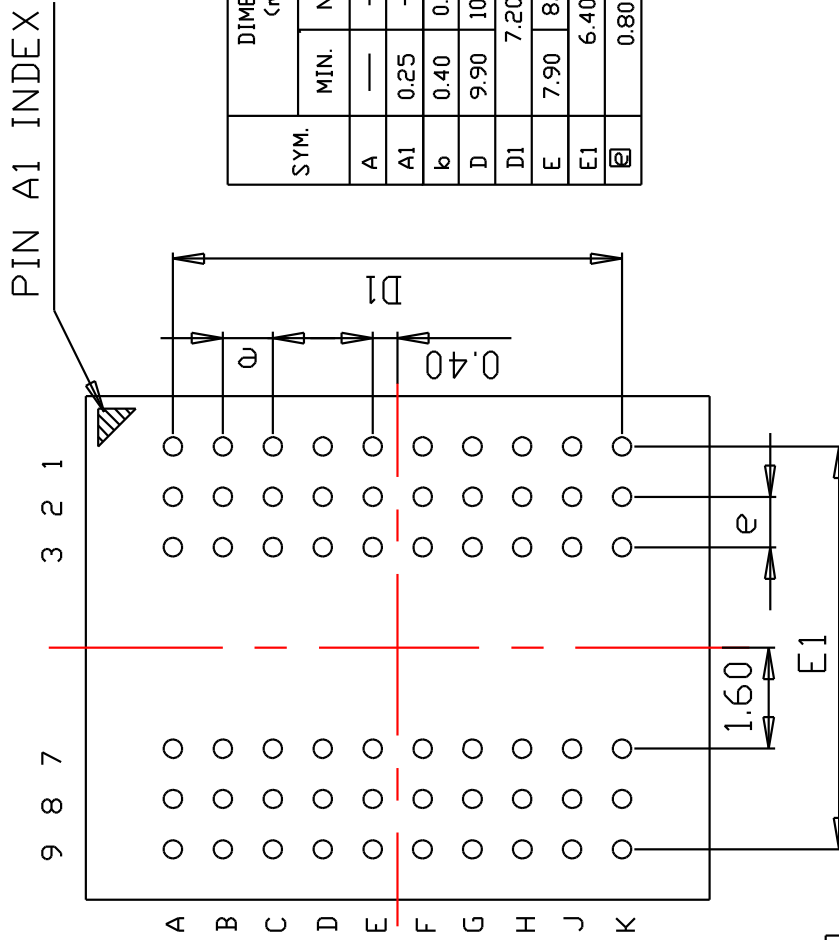 PIN A1 INDEX
SYM.
MIN.
A —
A1 0.25
b 0.40
D 9.90
D1 7.20
E 7.90
E1 6.40
e 0.80
D1
e
0.40
1
2
3
7
8
9
e
1.60
E1
A
B
C
D
E
F
G
H
J
K